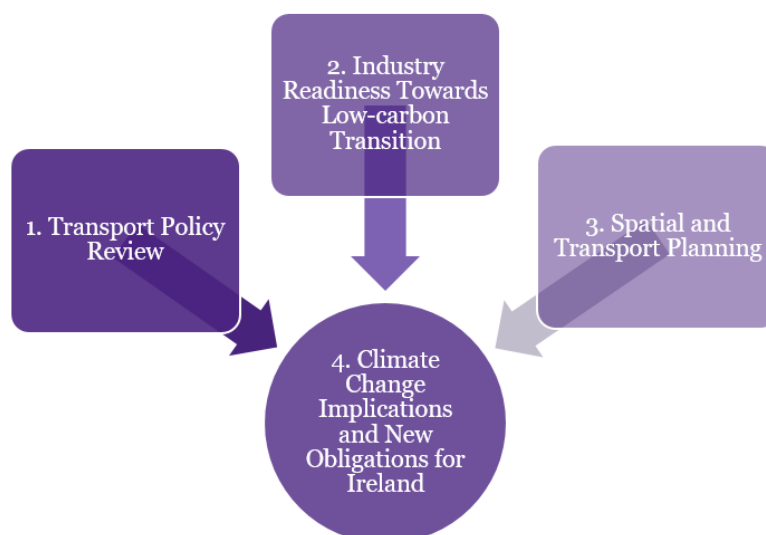 1. Transport Policy
Review
2. Industry
Readiness Towards
Low-carbon
Transition
3. Spatial and
Transport Planning
4. Climate
Change
Implications
and New
Obligations for
Ireland